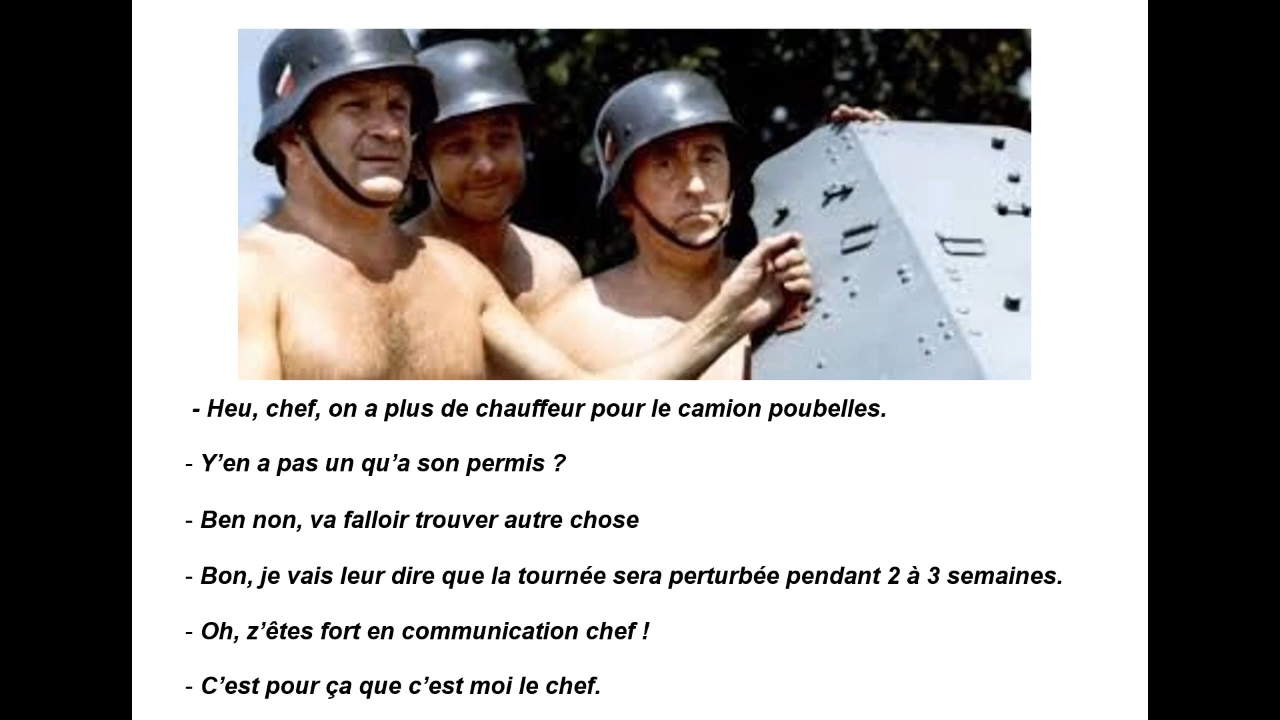 - Heu, chef, on a plus de chauffeur pour le camion poubelles.
- Y’en a pas un qu’a son permis ?
- Ben non, va falloir trouver autre chose
- Bon, je vais leur dire que la tournée sera perturbée pendant 2 à 3 semaines.
- Oh, z’êtes fort en communication chef !
- C’est pour ça que c’est moi le chef.